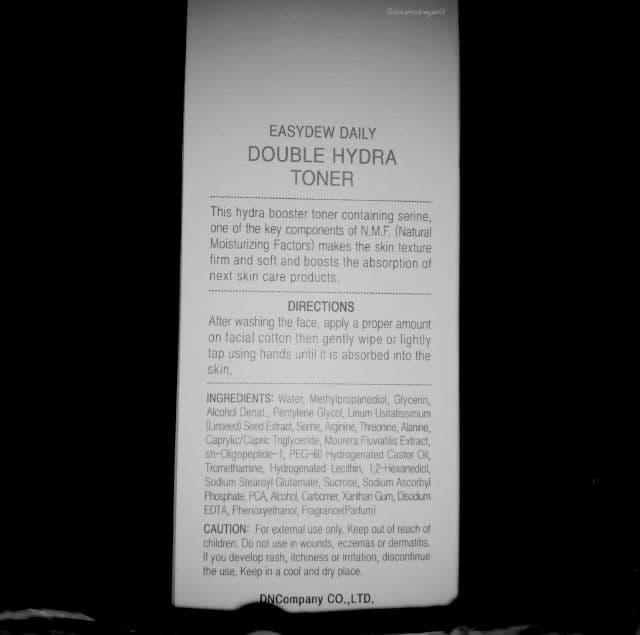 EASYDEW DAILY
DOUBLE HYDRA
TONER
This hydra booster toner containing serine,
one of the key components of N.M.F. (Natural
Moisturizing Factors) makes the skin texture
firm and soft and boosts the absorption of
next skin care products.
DIRECTIONS
After washing the face, apply a proper amount
on facial cotton then gently wipe or lightly
tap using hands until it is absorbed into the
skin.
INGREDIENTS: Water, Methylpropanediol, Glycerin,
Alcohol Denat., Pentylene Glycol, Linum Usitatissimum
(Linseed) Seed Extract, Serine, Arginine, Threonine, Alanine,
Caprylic/Capric Triglyceride, Mourera Fluviatilis Extract,
sh-Oligopeptide-1, PEG-60 Hydrogenated Castor Oil,
Tromethamine, Hydrogenated Lecithin, 1,2-Hexanediol,
Sodium Stearoyl Glutamate, Sucrose, Sodium Ascorbyl
Phosphate, PCA, Alcohol, Carbomer, Xanthan Gum, Disodium
EDTA, Phenoxyethanol, Fragrance(Parfum)
CAUTION: For external use only. Keep out of reach of
children. Do not use in wounds, eczemas or dermatitis.
If you develop rash, itchiness or irritation, discontinue
the use. Keep in a cool and dry place.
DNCompany CO.,LTD.